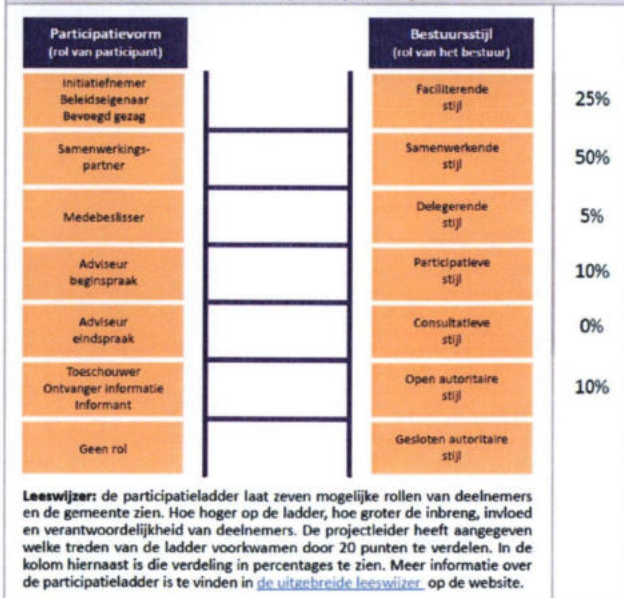 Participatievorm
(rol van participant)
Bestuursstijl
(rol van het bestuur)
Initiatiefnemer
Beleidseigenaar
Bevoegd gezag
Faciliterende
stijl
25%
Samenwerkings-
partner
Samenwerkende
stijl
50%
Medebeslisser
Delegerende
stijl
5%
Adviseur
beginspraak
Participatieve
stijl
10%
Adviseur
eindspraak
Consultatieve
stijl
0%
Toeschouwer
Ontvanger informatie
Informant
Open autoritaire
stijl
10%
Geen rol
Gesloten autoritaire
stijl
Leeswijzer: de participatieladder laat zeven mogelijke rollen van deelnemers
en de gemeente zien. Hoe hoger op de ladder, hoe groter de inbreng, invloed
en verantwoordelijkheid van deelnemers. De projectleider heeft aangegeven
welke treden van de ladder voorkwamen door 20 punten te verdelen. In de
kolom hiernaast is die verdeling in percentages te zien. Meer informatie over
de participatieladder is te vinden in de uitgebreide leeswijzer op de website.